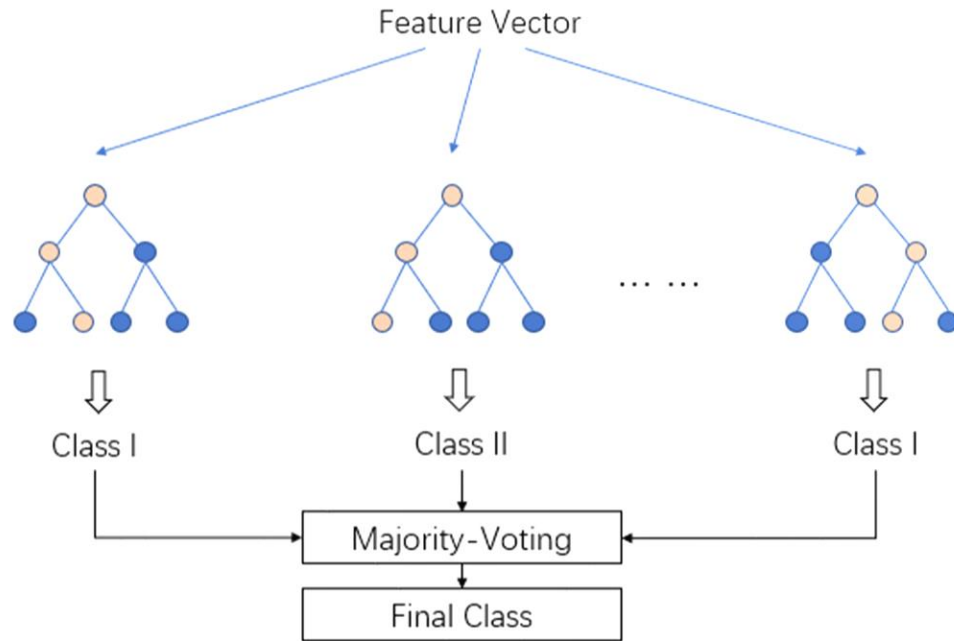 Feature Vector
... ...
Class I
Class II
Class I
Majority-Voting
Final Class